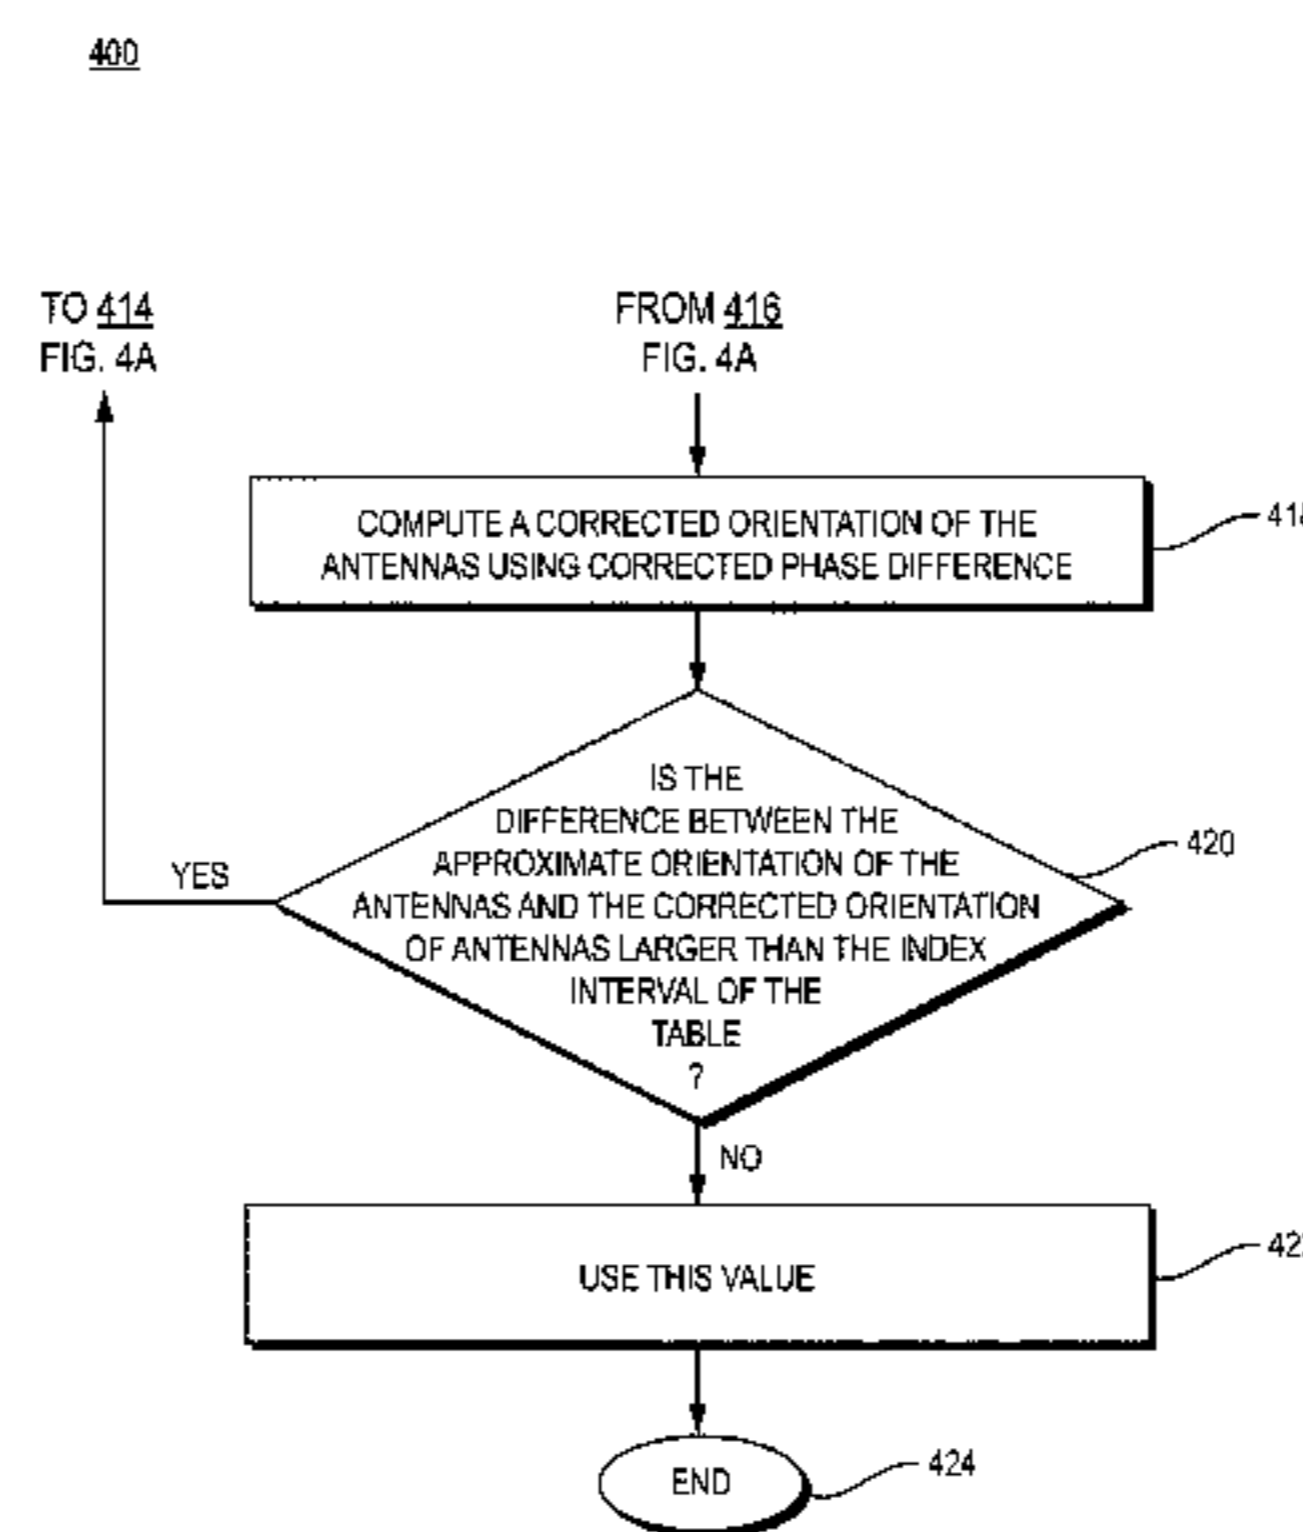 400
TO 414
FIG. 4A
FROM 416
FIG. 4A
COMPUTE A CORRECTED ORIENTATION OF THE
ANTENNAS USING CORRECTED PHASE DIFFERENCE
IS THE
DIFFERENCE BETWEEN THE
APPROXIMATE ORIENTATION OF THE
ANTENNAS AND THE CORRECTED ORIENTATION
OF ANTENNAS LARGER THAN THE INDEX
INTERVAL OF THE
TABLE
?
420
YES
NO
USE THIS VALUE
END
424